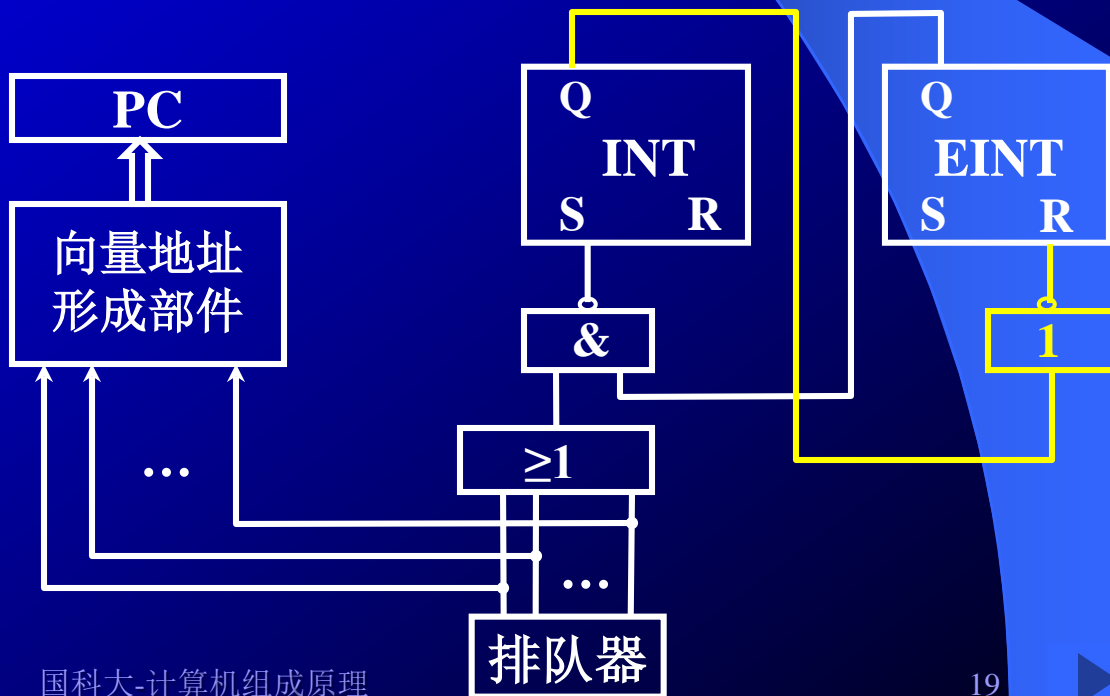 PC
Q
INT
S R
Q
EINT
S R
向量地址
形成部件
&
1
≥1
…
…
排队器
国科大-计算机组成原理
19